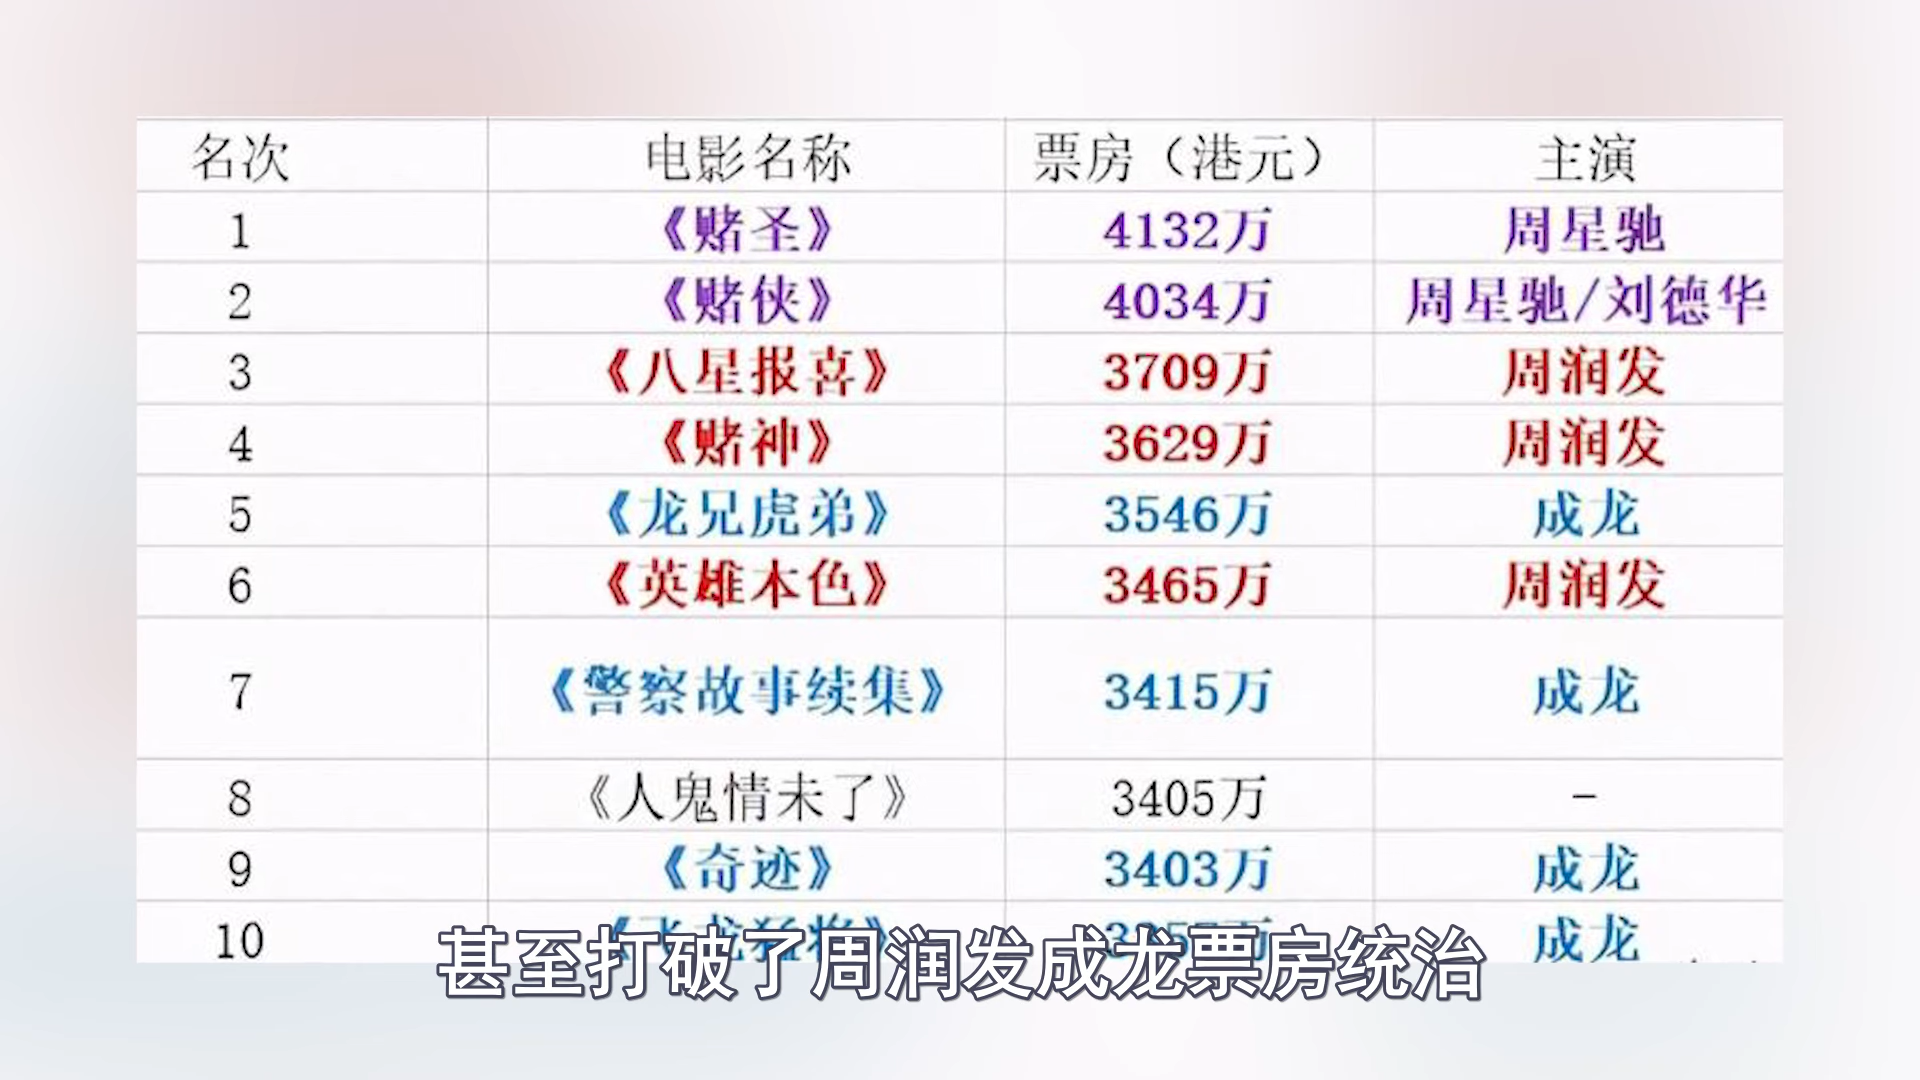 名次 电影名称 票房（港元） 主演
1 《赌圣》 4132万 周星驰
2 《赌侠》 4034万 周星驰/刘德华
3 《八星报喜》 3709万 周润发
4 《赌神》 3629万 周润发
5 《龙兄虎弟》 3546万 成龙
6 《英雄本色》 3465万 周润发
7 《警察故事续集》 3415万 成龙
8 《人鬼情未了》 3405万 -
9 《奇迹》 3403万 成龙
10 成龙
甚至打破了周润发成龙票房统治